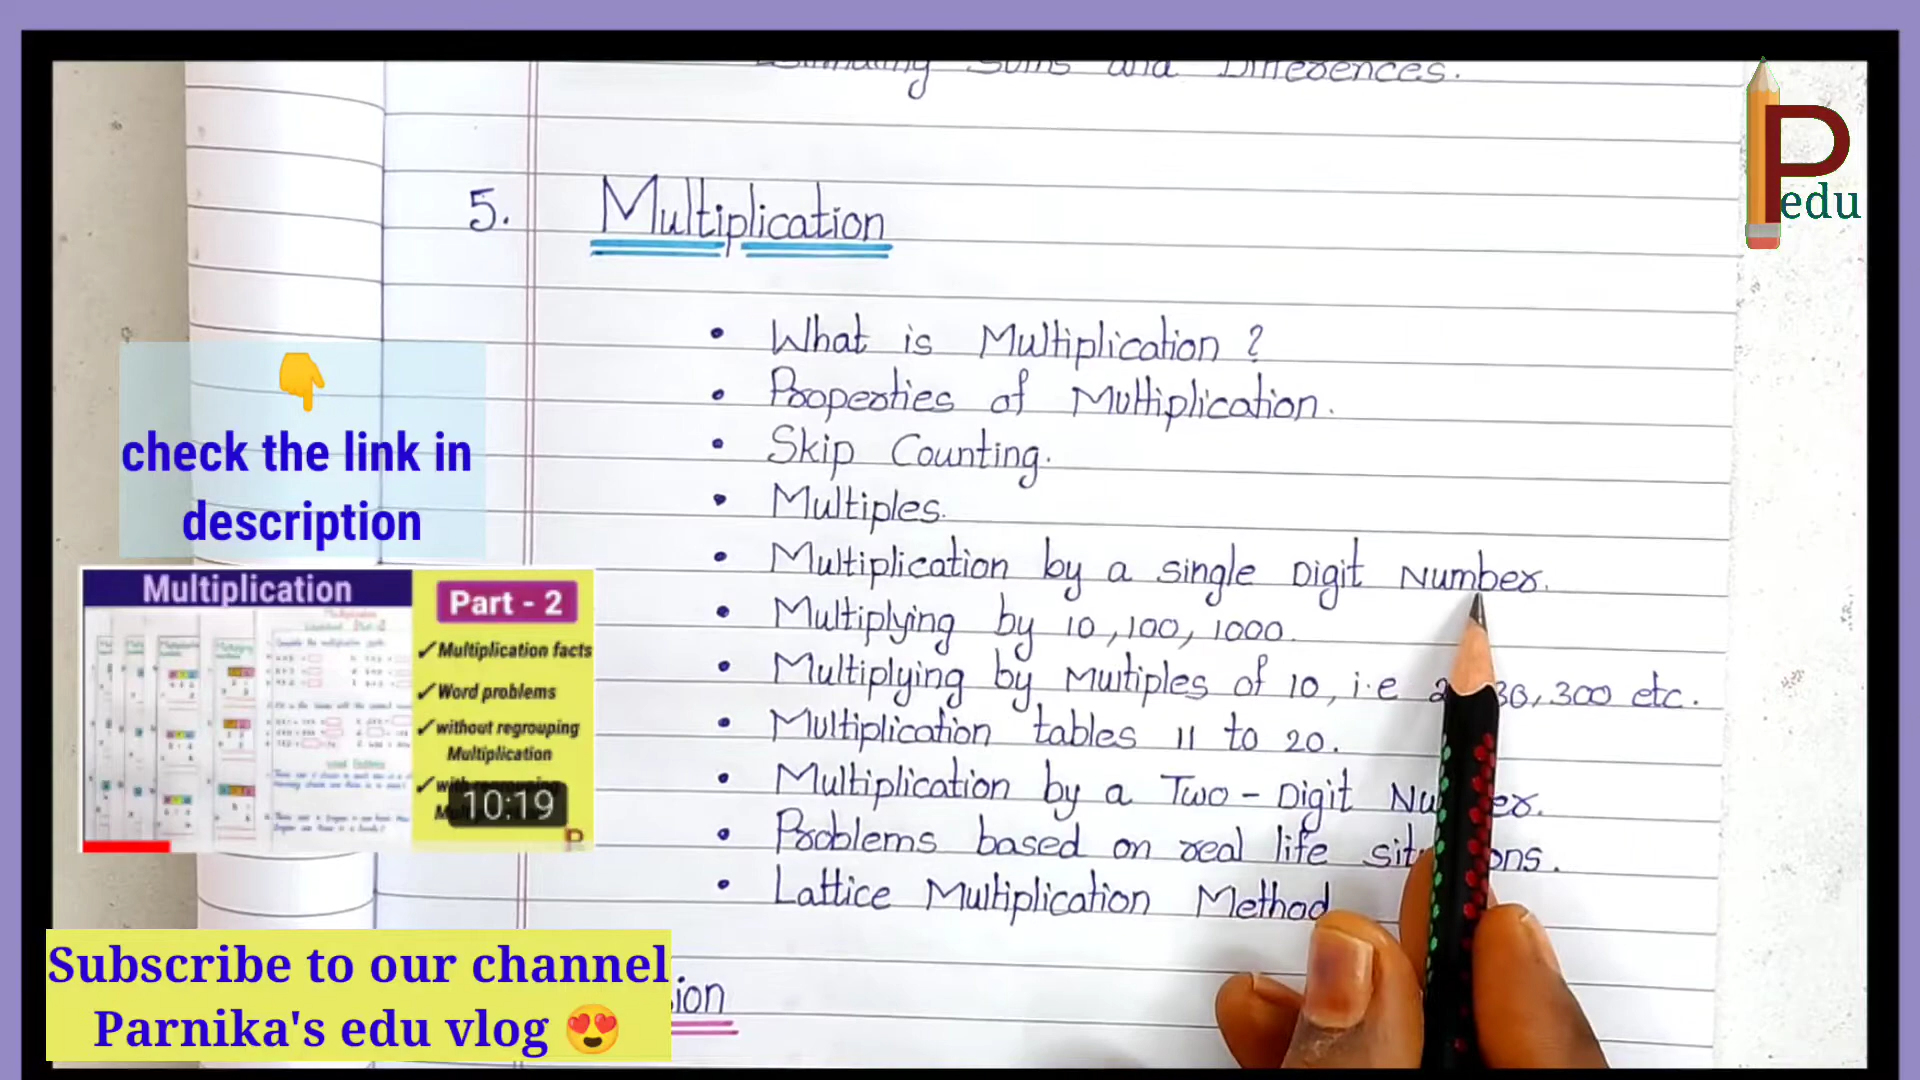 Sums and Differences.
5. Multiplication
• What is Multiplication ?
• Properties of Multiplication.
• Skip Counting.
• Multiples.
• Multiplication by a single Digit Number.
• Multiplying by 10, 100, 1000.
• Multiplying by Multiples of 10, i.e 30, 300 etc.
• Multiplication tables 11 to 20.
• Multiplication by a Two - Digit
• Problems based on real life
• Lattice Multiplication Method
P
edu
👇
check the link in
description
Multiplication
Part - 2
✓ Multiplication facts
✓ Word problems
✓ without regrouping
Multiplication
10:19
Subscribe to our channel
Parnika's edu vlog 😍